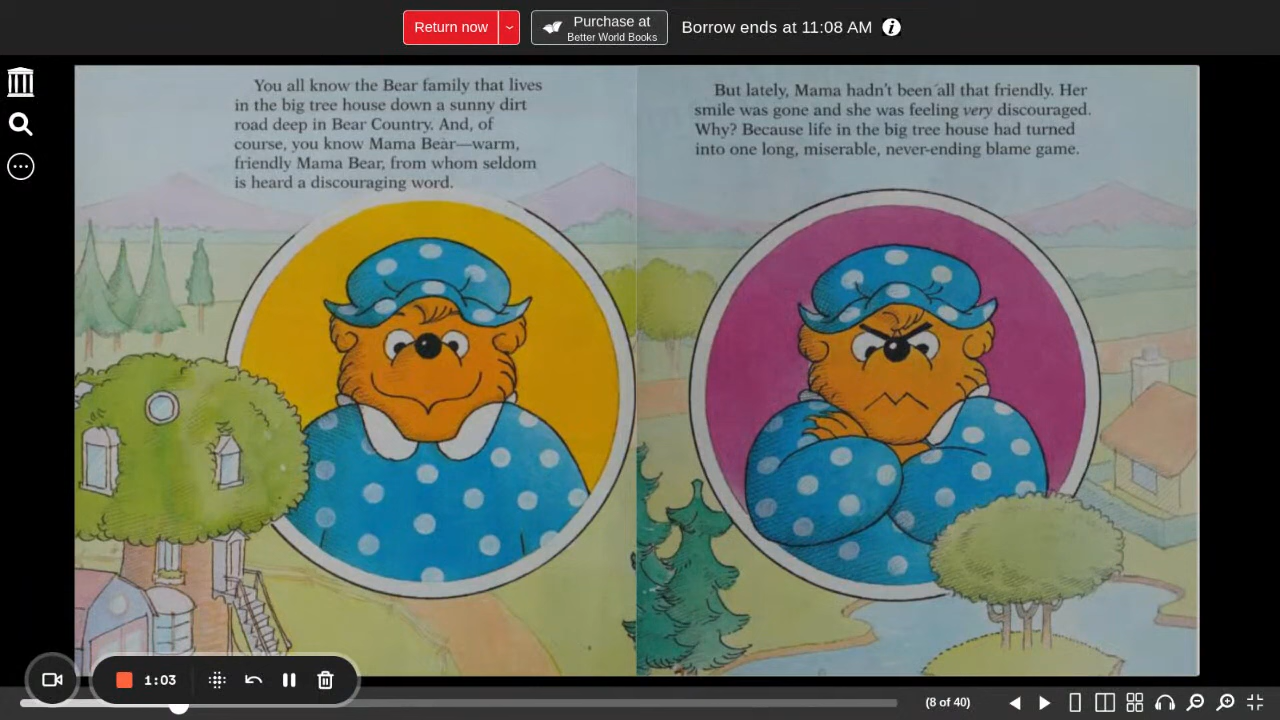 Return now
Purchase at
Better World Books
Borrow ends at 11:08 AM
You all know the Bear family that lives
in the big tree house down a sunny dirt
road deep in Bear Country. And, of
course, you know Mama Bear—warm,
friendly Mama Bear, from whom seldom
is heard a discouraging word.
But lately, Mama hadn't been all that friendly. Her
smile was gone and she was feeling very discouraged.
Why? Because life in the big tree house had turned
into one long, miserable, never-ending blame game.
1:03
(8 of 40)